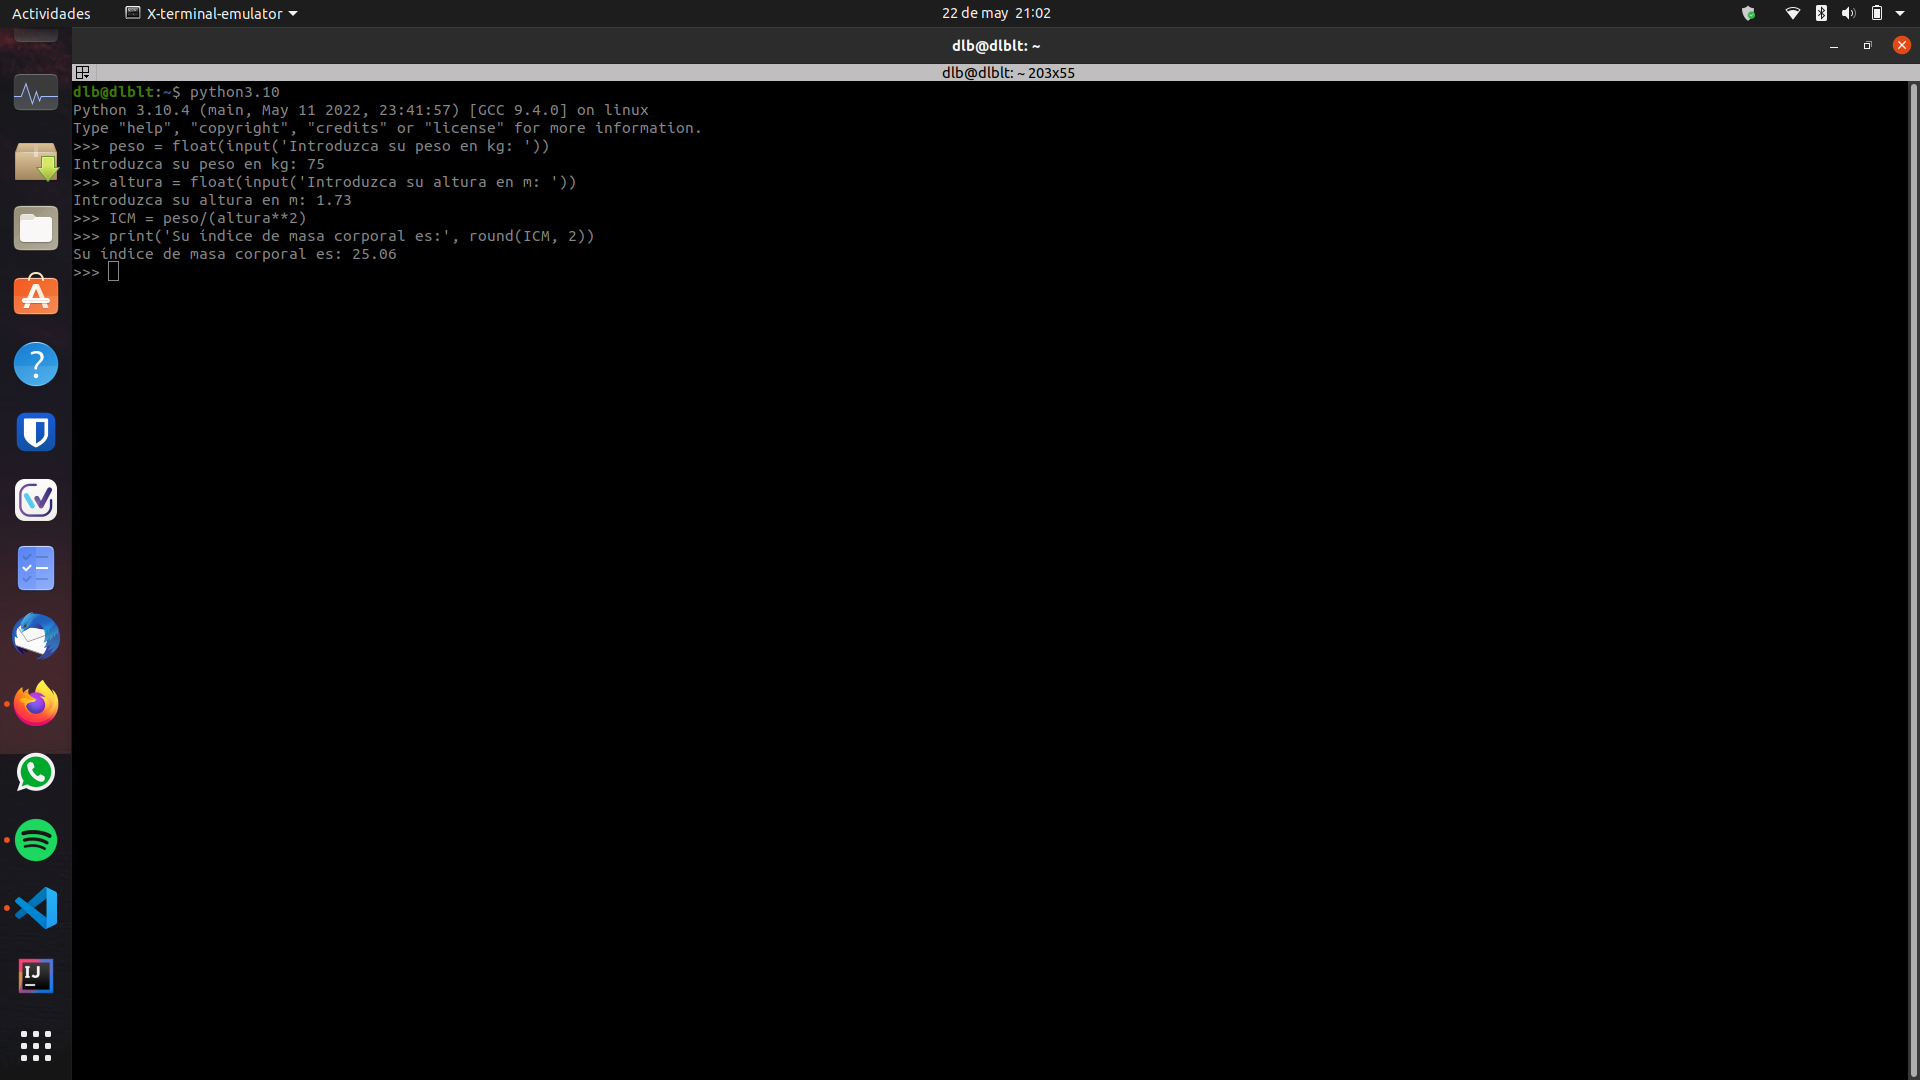 Actividades
X-terminal-emulator
22 de may 21:02
dlb@dlblt: ~
dlb@dlblt: ~ 203x55
dlb@dlblt:~$ python3.10
Python 3.10.4 (main, May 11 2022, 23:41:57) [GCC 9.4.0] on linux
Type "help", "copyright", "credits" or "license" for more information.
>>> peso = float(input('Introduzca su peso en kg: '))
Introduzca su peso en kg: 75
>>> altura = float(input('Introduzca su altura en m: '))
Introduzca su altura en m: 1.73
>>> ICM = peso/(altura**2)
>>> print('Su índice de masa corporal es:', round(ICM, 2))
Su índice de masa corporal es: 25.06
>>>
IJ